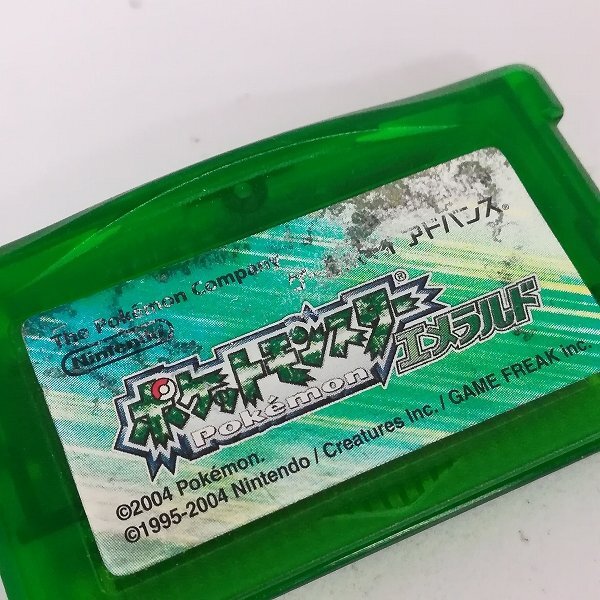 The Pokémon Company
アドバンス®
Nintendo
ポケットモンスター®
Pokémon
エメラルド
©2004 Pokémon.
©1995-2004 Nintendo / Creatures Inc. / GAME FREAK inc.